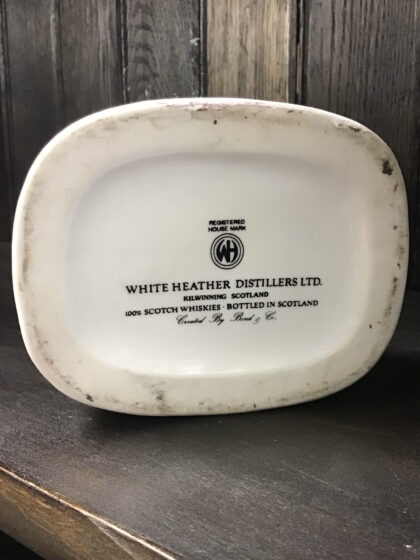 REGISTERED
HOUSE MARK
WH
WHITE HEATHER DISTILLERS LTD.
KILWINNING SCOTLAND
100% SCOTCH WHISKIES · BOTTLED IN SCOTLAND
Created By Bond & Co.